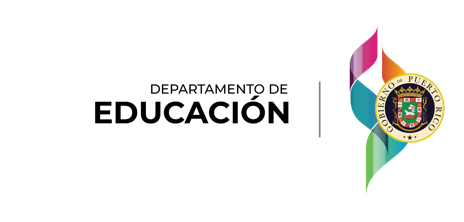 DEPARTAMENTO DE
EDUCACIÓN
GOBIERNO DE PUERTO RICO